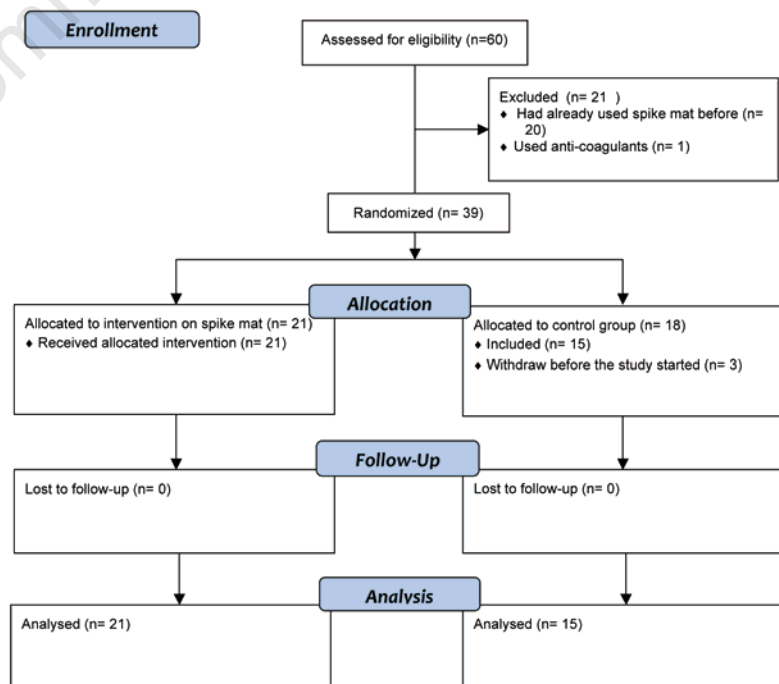 Enrollment
Assessed for eligibility (n=60)
Excluded (n= 21 )
♦ Had already used spike mat before (n=
20)
♦ Used anti-coagulants (n= 1)
Randomized (n= 39)
Allocation
Allocated to intervention on spike mat (n= 21)
♦ Received allocated intervention (n= 21)
Allocated to control group (n= 18)
♦ Included (n= 15)
♦ Withdraw before the study started (n= 3)
Follow-Up
Lost to follow-up (n= 0)
Lost to follow-up (n= 0)
Analysis
Analysed (n= 21)
Analysed (n= 15)